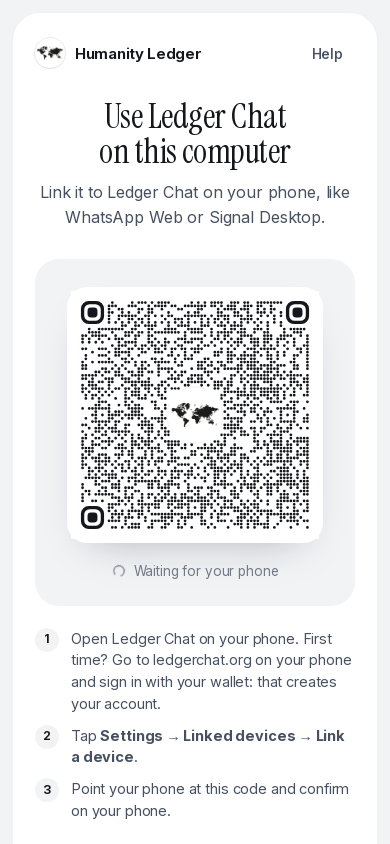 Humanity Ledger
Help
Use Ledger Chat
on this computer
Link it to Ledger Chat on your phone, like
WhatsApp Web or Signal Desktop.
Waiting for your phone
1 Open Ledger Chat on your phone. First
time? Go to ledgerchat.org on your phone
and sign in with your wallet: that creates
your account.
2 Tap Settings → Linked devices → Link
a device.
3 Point your phone at this code and confirm
on your phone.